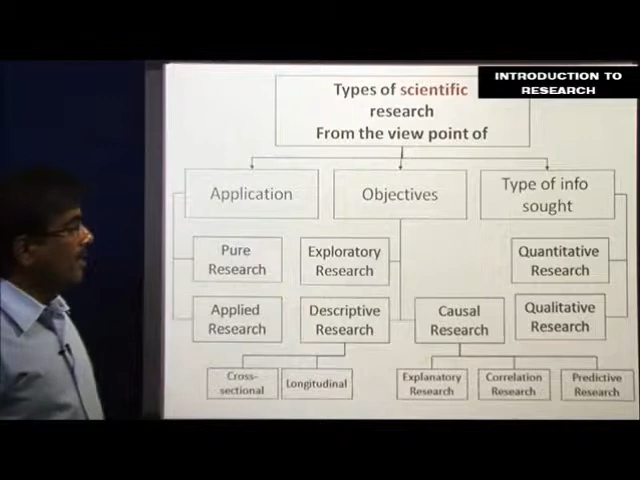 INTRODUCTION TO
RESEARCH
Types of scientific
research
From the view point of
Application
Objectives
Type of info
sought
Pure
Research
Exploratory
Research
Quantitative
Research
Applied
Research
Descriptive
Research
Causal
Research
Qualitative
Research
Cross-
sectional
Longitudinal
Explanatory
Research
Correlation
Research
Predictive
Research